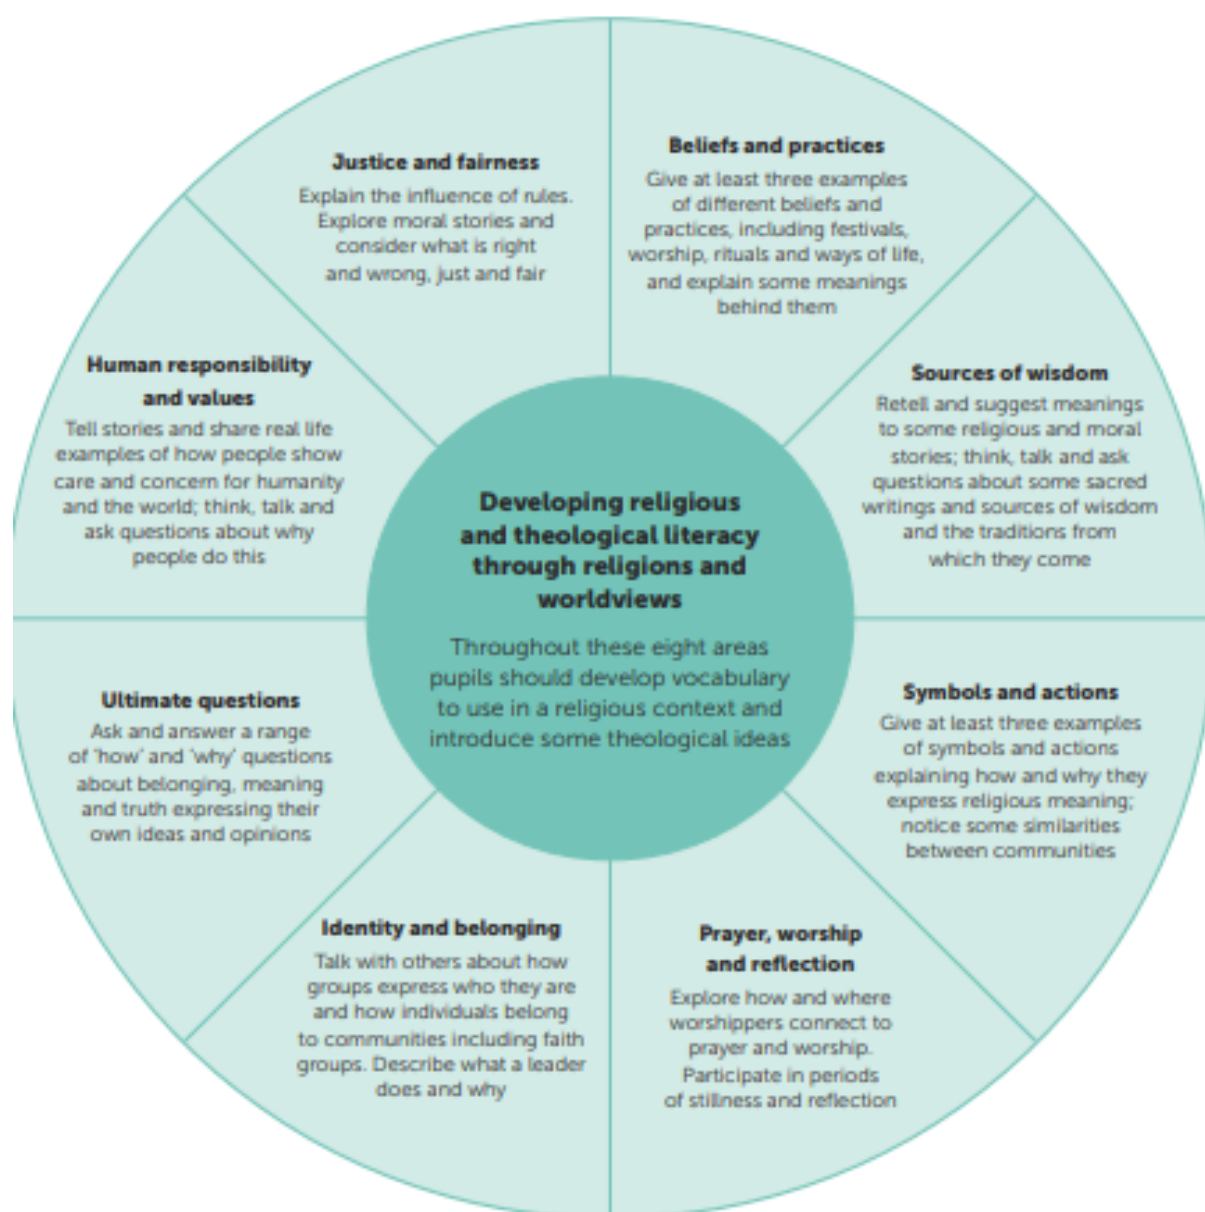 Justice and fairness
Explain the influence of rules.
Explore moral stories and
consider what is right
and wrong, just and fair
Beliefs and practices
Give at least three examples
of different beliefs and
practices, including festivals,
worship, rituals and ways of life,
and explain some meanings
behind them
Human responsibility
and values
Tell stories and share real life
examples of how people show
care and concern for humanity
and the world; think, talk and
ask questions about why
people do this
Sources of wisdom
Retell and suggest meanings
to some religious and moral
stories; think, talk and ask
questions about some sacred
writings and sources of wisdom
and the traditions from
which they come
Developing religious
and theological literacy
through religions and
worldviews
Throughout these eight areas
pupils should develop vocabulary
to use in a religious context and
introduce some theological ideas
Ultimate questions
Ask and answer a range
of 'how' and 'why' questions
about belonging, meaning
and truth expressing their
own ideas and opinions
Symbols and actions
Give at least three examples
of symbols and actions
explaining how and why they
express religious meaning;
notice some similarities
between communities
Identity and belonging
Talk with others about how
groups express who they are
and how individuals belong
to communities including faith
groups. Describe what a leader
does and why
Prayer, worship
and reflection
Explore how and where
worshippers connect to
prayer and worship.
Participate in periods
of stillness and reflection